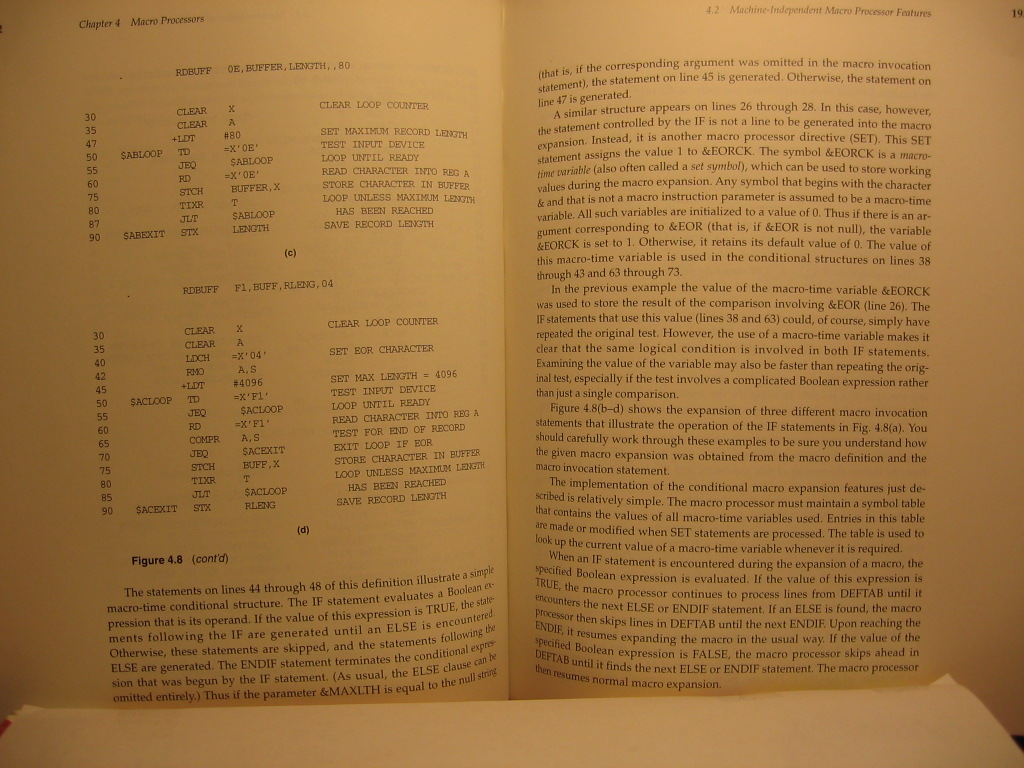 Chapter 4 Macro Processors
RDBUFF 0E,BUFFER,LENGTH,,80
30 CLEAR X CLEAR LOOP COUNTER
35 CLEAR A
47 +LDT #80 SET MAXIMUM RECORD LENGTH
50 $ABLOOP TD =X'0E' TEST INPUT DEVICE
55 JEQ $ABLOOP LOOP UNTIL READY
60 RD =X'0E' READ CHARACTER INTO REG A
75 STCH BUFFER,X STORE CHARACTER IN BUFFER
80 TIXR T LOOP UNLESS MAXIMUM LENGTH
87 JLT $ABLOOP HAS BEEN REACHED
90 $ABEXIT STX LENGTH SAVE RECORD LENGTH
(c)
RDBUFF F1,BUFF,RLENG,04
30 CLEAR X CLEAR LOOP COUNTER
35 CLEAR A
40 LDCH =X'04' SET EOR CHARACTER
42 RMO A,S
45 +LDT #4096 SET MAX LENGTH = 4096
50 $ACLOOP TD =X'F1' TEST INPUT DEVICE
55 JEQ $ACLOOP LOOP UNTIL READY
60 RD =X'F1' READ CHARACTER INTO REG A
65 COMPR A,S TEST FOR END OF RECORD
70 JEQ $ACEXIT EXIT LOOP IF EOR
75 STCH BUFF,X STORE CHARACTER IN BUFFER
80 TIXR T LOOP UNLESS MAXIMUM LENGTH
85 JLT $ACLOOP HAS BEEN REACHED
90 $ACEXIT STX RLENG SAVE RECORD LENGTH
(d)
Figure 4.8 (cont'd)
The statements on lines 44 through 48 of this definition illustrate a simple
macro-time conditional structure. The IF statement evaluates a Boolean ex-
pression that is its operand. If the value of this expression is TRUE, the state-
ments following the IF are generated until an ELSE is encountered.
Otherwise, these statements are skipped, and the statements following the
ELSE are generated. The ENDIF statement terminates the conditional expres-
sion that was begun by the IF statement. (As usual, the ELSE clause can be
omitted entirely.) Thus if the parameter &MAXLTH is equal to the null string
4.2 Machine-Independent Macro Processor Features 19
(that is, if the corresponding argument was omitted in the macro invocation
statement), the statement on line 45 is generated. Otherwise, the statement on
line 47 is generated.
A similar structure appears on lines 26 through 28. In this case, however,
the statement controlled by the IF is not a line to be generated into the macro
expansion. Instead, it is another macro processor directive (SET). This SET
statement assigns the value 1 to &EORCK. The symbol &EORCK is a macro-
time variable (also often called a set symbol), which can be used to store working
values during the macro expansion. Any symbol that begins with the character
& and that is not a macro instruction parameter is assumed to be a macro-time
variable. All such variables are initialized to a value of 0. Thus if there is an ar-
gument corresponding to &EOR (that is, if &EOR is not null), the variable
&EORCK is set to 1. Otherwise, it retains its default value of 0. The value of
this macro-time variable is used in the conditional structures on lines 38
through 43 and 63 through 73.
In the previous example the value of the macro-time variable &EORCK
was used to store the result of the comparison involving &EOR (line 26). The
IF statements that use this value (lines 38 and 63) could, of course, simply have
repeated the original test. However, the use of a macro-time variable makes it
clear that the same logical condition is involved in both IF statements.
Examining the value of the variable may also be faster than repeating the orig-
inal test, especially if the test involves a complicated Boolean expression rather
than just a single comparison.
Figure 4.8(b–d) shows the expansion of three different macro invocation
statements that illustrate the operation of the IF statements in Fig. 4.8(a). You
should carefully work through these examples to be sure you understand how
the given macro expansion was obtained from the macro definition and the
macro invocation statement.
The implementation of the conditional macro expansion features just de-
scribed is relatively simple. The macro processor must maintain a symbol table
that contains the values of all macro-time variables used. Entries in this table
are made or modified when SET statements are processed. The table is used to
look up the current value of a macro-time variable whenever it is required.
When an IF statement is encountered during the expansion of a macro, the
specified Boolean expression is evaluated. If the value of this expression is
TRUE, the macro processor continues to process lines from DEFTAB until it
encounters the next ELSE or ENDIF statement. If an ELSE is found, the macro
processor then skips lines in DEFTAB until the next ENDIF. Upon reaching the
ENDIF, it resumes expanding the macro in the usual way. If the value of the
specified Boolean expression is FALSE, the macro processor skips ahead in
DEFTAB until it finds the next ELSE or ENDIF statement. The macro processor
then resumes normal macro expansion.